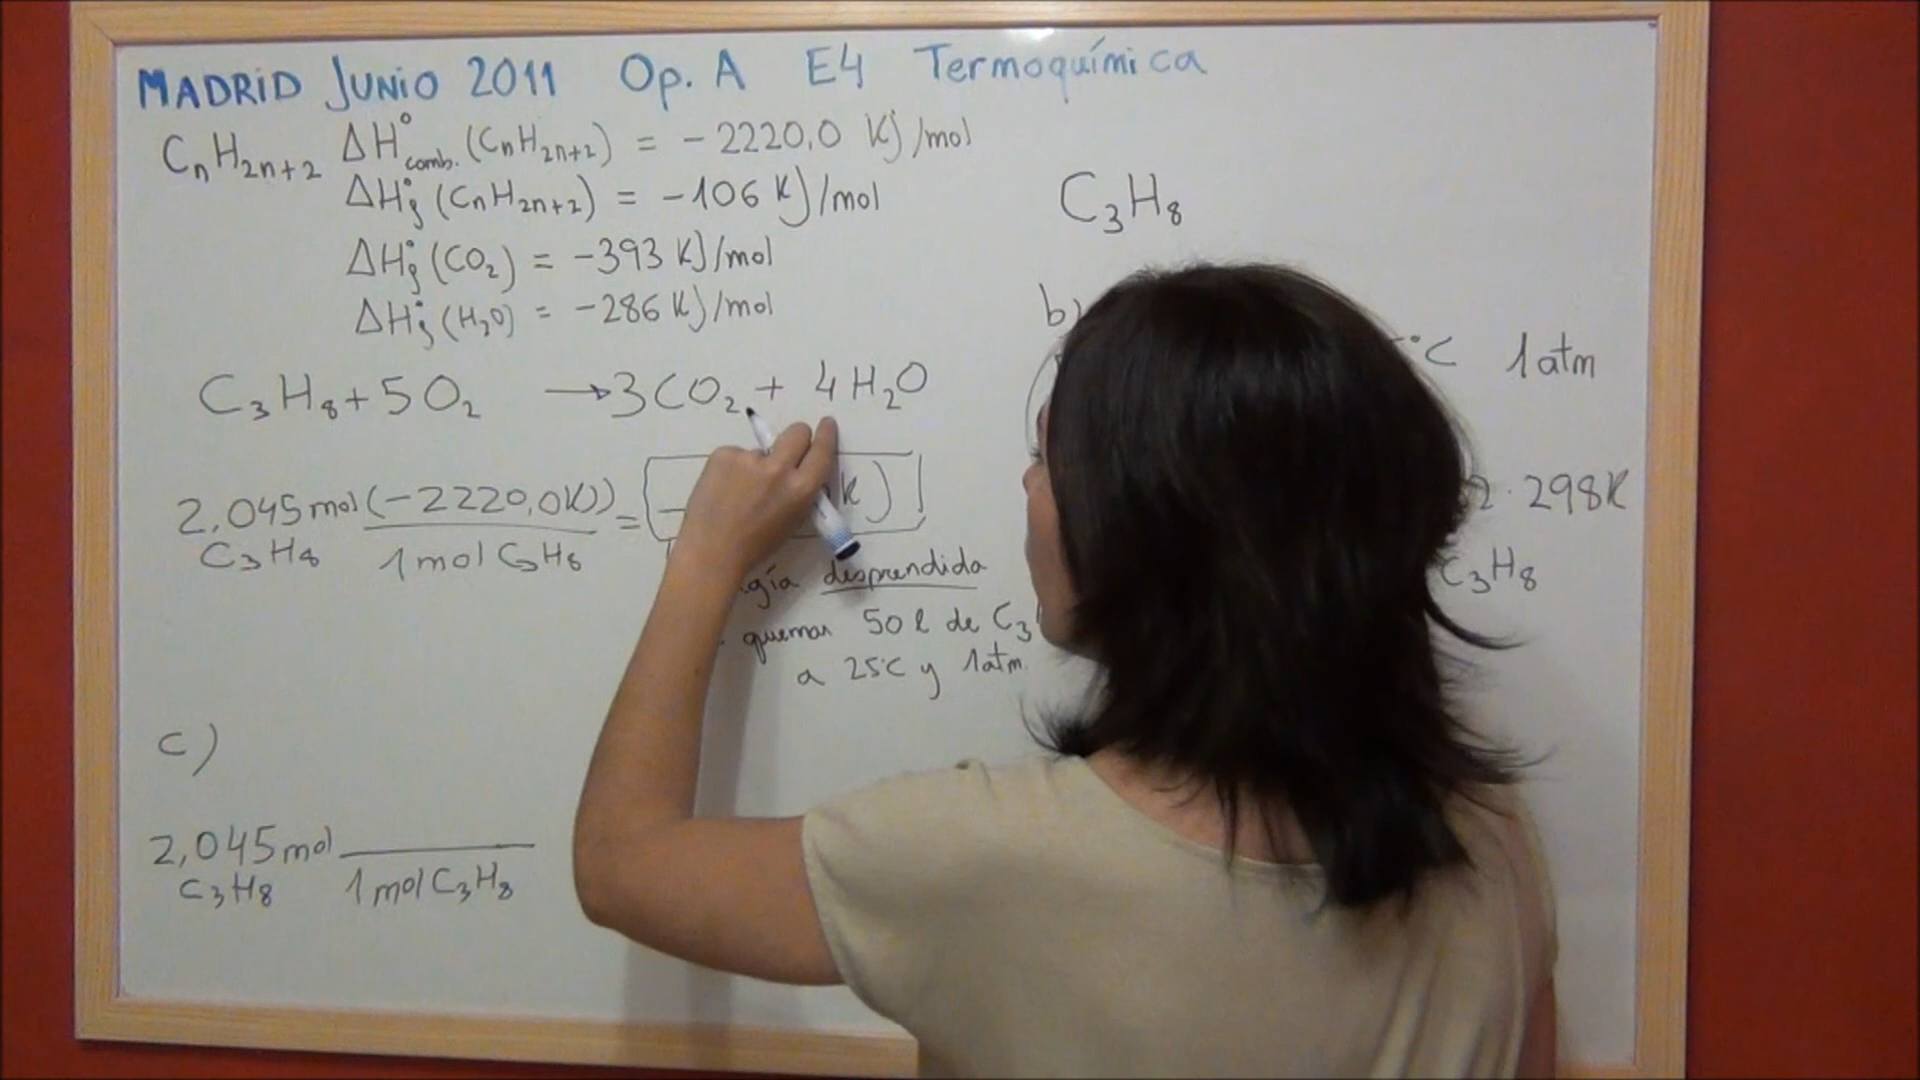 MADRID JUNIO 2011 Op. A E4 Termoquímica
CnH2n+2 ΔH°comb. (CnH2n+2) = -2220,0 KJ/mol
ΔH°f (CnH2n+2) = -106 KJ/mol
ΔH°f (CO2) = -393 KJ/mol
ΔH°f (H2O) = -286 KJ/mol
C3H8 + 5O2 → 3CO2 + 4H2O
2,045 mol (-2220,0KJ) =
C3H8 1 mol C3H8
desprendida
quemar 50 l de C3
a 25°C y 1atm
c)
2,045 mol
C3H8 1 mol C3H8
C3H8
b)
°C 1 atm
· 298K
C3H8